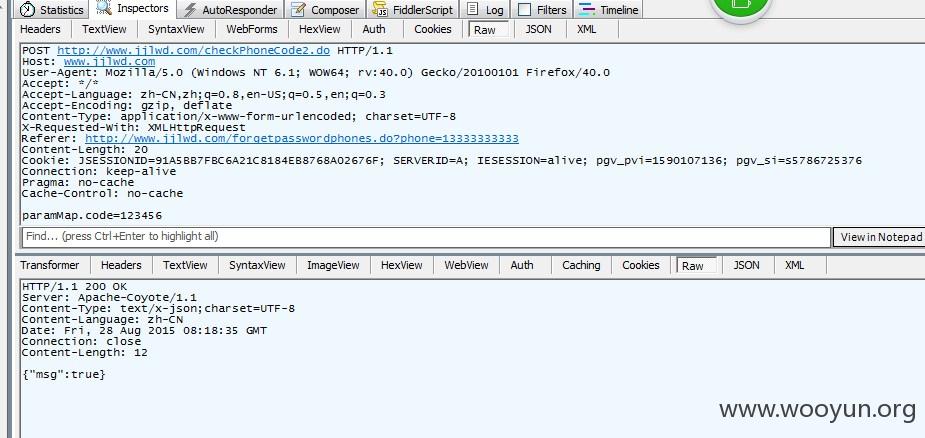 Statistics Inspectors AutoResponder Composer FiddlerScript Log Filters Timeline
Headers TextView SyntaxView WebForms HexView Auth Cookies Raw JSON XML
POST http://www.jjlwd.com/checkPhoneCode2.do HTTP/1.1
Host: www.jjlwd.com
User-Agent: Mozilla/5.0 (Windows NT 6.1; WOW64; rv:40.0) Gecko/20100101 Firefox/40.0
Accept: */*
Accept-Language: zh-CN,zh;q=0.8,en-US;q=0.5,en;q=0.3
Accept-Encoding: gzip, deflate
Content-Type: application/x-www-form-urlencoded; charset=UTF-8
X-Requested-With: XMLHttpRequest
Referer: http://www.jjlwd.com/forgetpasswordphones.do?phone=13333333333
Content-Length: 20
Cookie: JSESSIONID=91A5BB7FBC6A21C8184EB8768A02676F; SERVERID=A; IESESSION=alive; pgv_pvi=1590107136; pgv_si=s5786725376
Connection: keep-alive
Pragma: no-cache
Cache-Control: no-cache
paramMap.code=123456
Find... (press Ctrl+Enter to highlight all) View in Notepad
Transformer Headers TextView SyntaxView ImageView HexView WebView Auth Caching Cookies Raw JSON XML
HTTP/1.1 200 OK
Server: Apache-Coyote/1.1
Content-Type: text/x-json;charset=UTF-8
Content-Language: zh-CN
Date: Fri, 28 Aug 2015 08:18:35 GMT
Connection: close
Content-Length: 12
{"msg":true}
www.wooyun.org